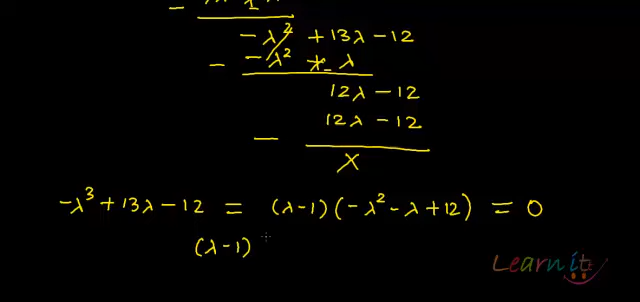 -λ² + 13λ - 12
- -λ² +- λ
12λ - 12
- 12λ - 12
x
-λ³ + 13λ - 12 = (λ-1)(-λ² - λ + 12) = 0
(λ-1)
Learnit